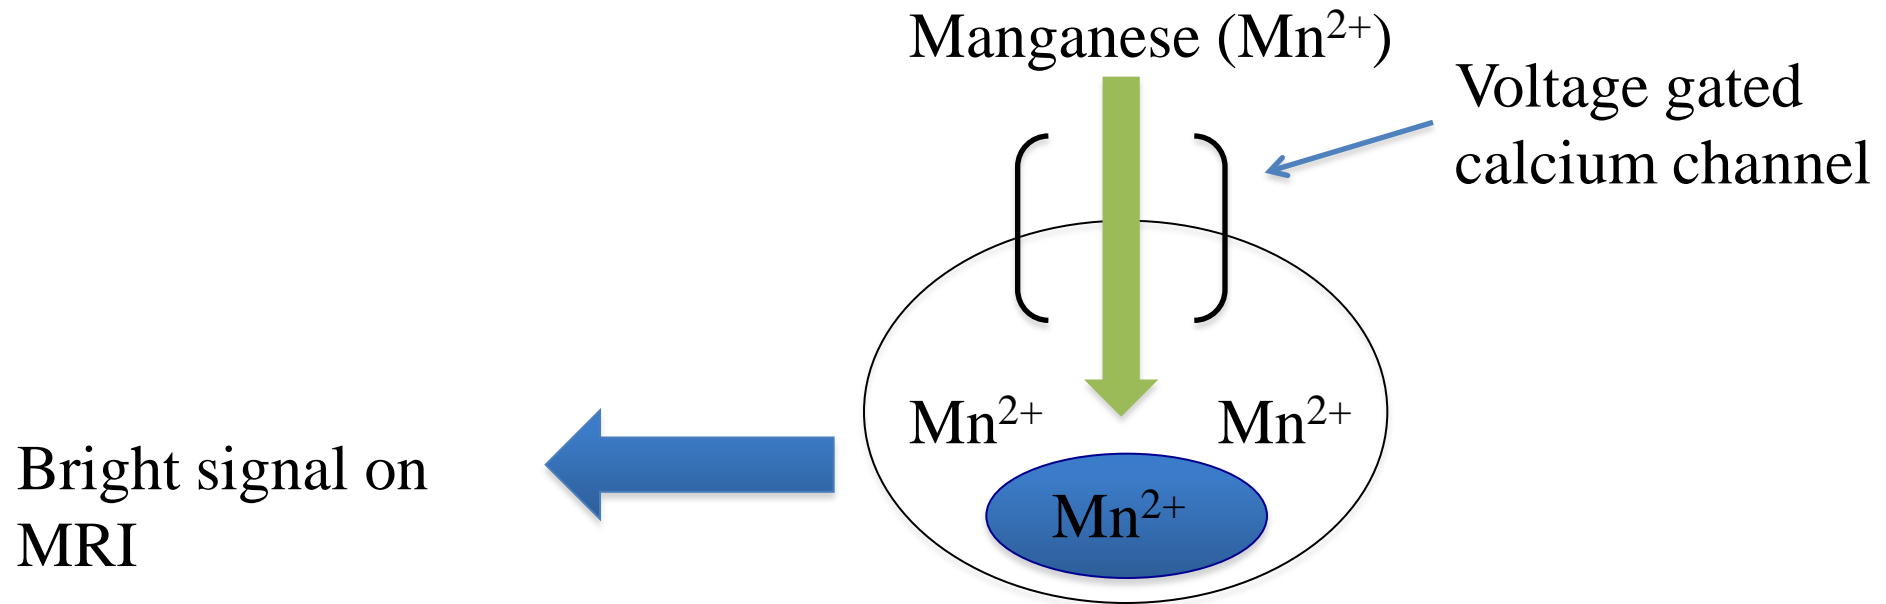 Manganese (Mn²⁺)
Voltage gated
calcium channel
Mn²⁺
Mn²⁺
Mn²⁺
Bright signal on
MRI